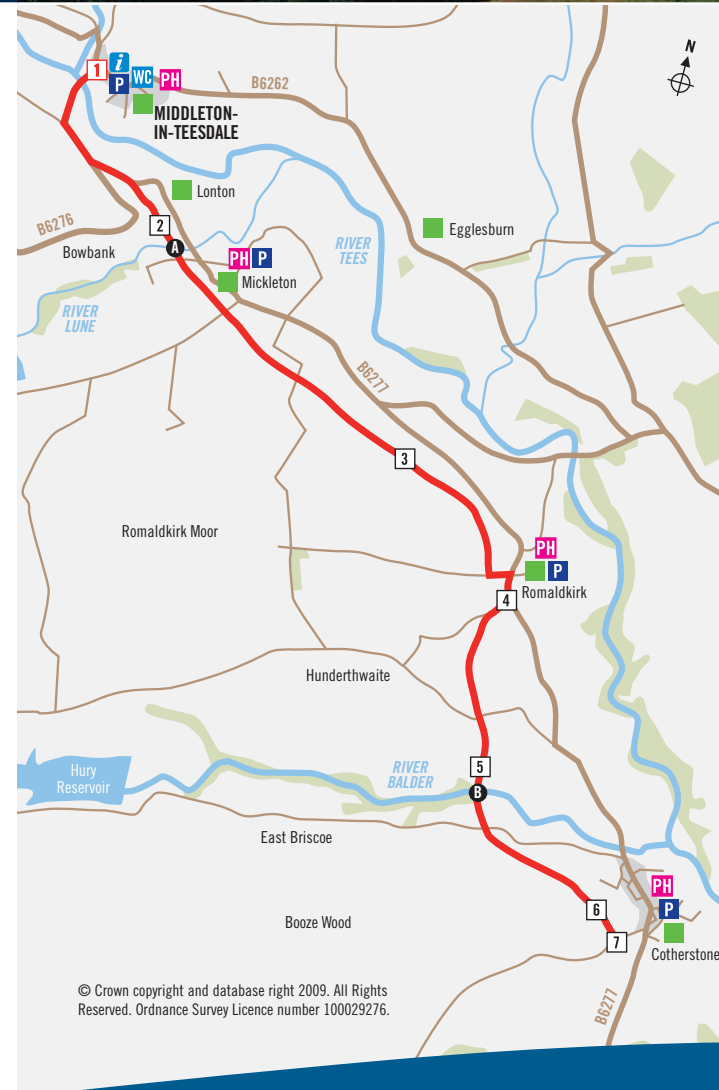 N
1
i
P
WC
PH
B6262
MIDDLETON-
IN-TEESDALE
Lonton
2
A
B6276
Bowbank
RIVER
TEES
Egglesburn
PH P
Mickleton
RIVER
LUNE
B6277
3
Romaldkirk Moor
PH
P
Romaldkirk
4
Hunderthwaite
5
RIVER
BALDER
B
Hury
Reservoir
East Briscoe
PH
P
6
7
Booze Wood
Cotherstone
B6277
© Crown copyright and database right 2009. All Rights
Reserved. Ordnance Survey Licence number 100029276.